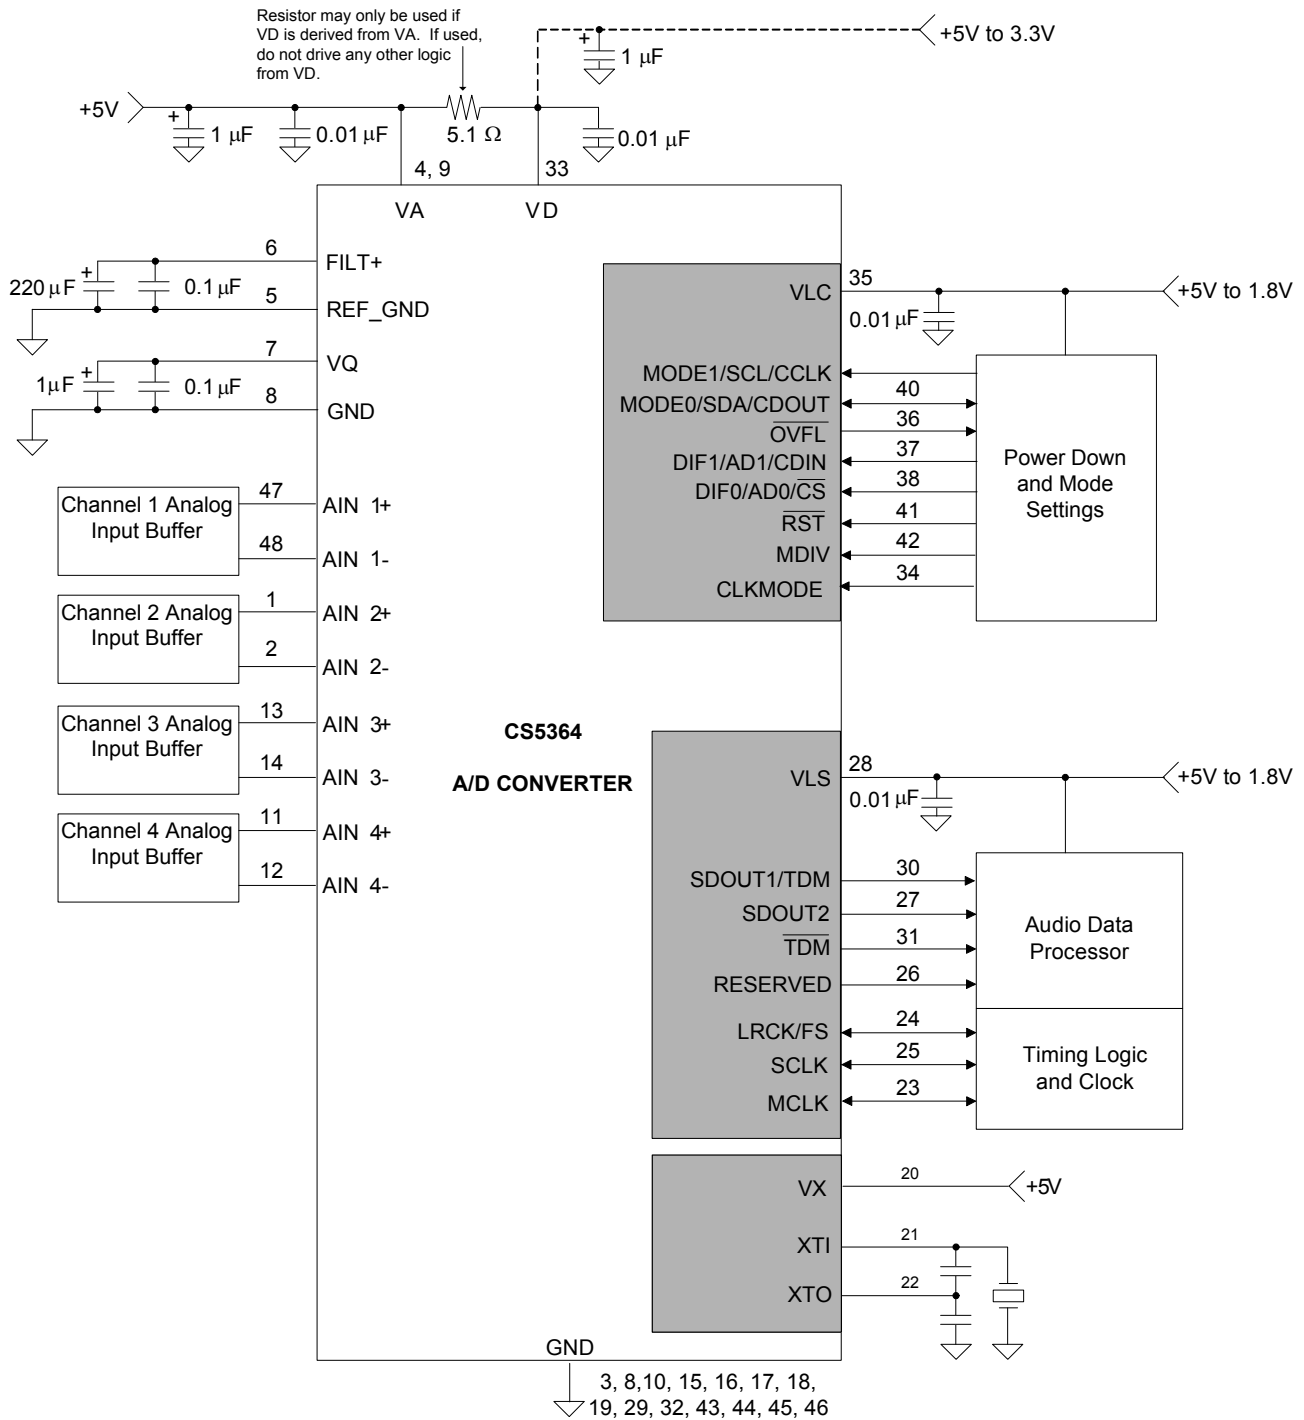 Resistor may only be used if
VD is derived from VA. If used,
do not drive any other logic
from VD.
+5V to 3.3V
+
1 µF
+5V
+
1 µF
0.01 µF
5.1 Ω
0.01 µF
4, 9
33
VA
VD
6
FILT+
220 µF
+
0.1 µF
5
REF_GND
7
VQ
1µF
+
0.1 µF
8
GND
Channel 1 Analog
Input Buffer
47
AIN 1+
48
AIN 1-
Channel 2 Analog
Input Buffer
1
AIN 2+
2
AIN 2-
Channel 3 Analog
Input Buffer
13
AIN 3+
14
AIN 3-
Channel 4 Analog
Input Buffer
11
AIN 4+
12
AIN 4-
CS5364
A/D CONVERTER
VLC
35
+5V to 1.8V
0.01 µF
MODE1/SCL/CCLK
MODE0/SDA/CDOUT
40
OVFL
36
DIF1/AD1/CDIN
37
DIF0/AD0/CS
38
RST
41
MDIV
42
CLKMODE
34
Power Down
and Mode
Settings
VLS
28
+5V to 1.8V
0.01 µF
SDOUT1/TDM
30
SDOUT2
27
TDM
31
RESERVED
26
Audio Data
Processor
LRCK/FS
24
SCLK
25
MCLK
23
Timing Logic
and Clock
VX
20
+5V
XTI
21
XTO
22
GND
3, 8,10, 15, 16, 17, 18,
19, 29, 32, 43, 44, 45, 46